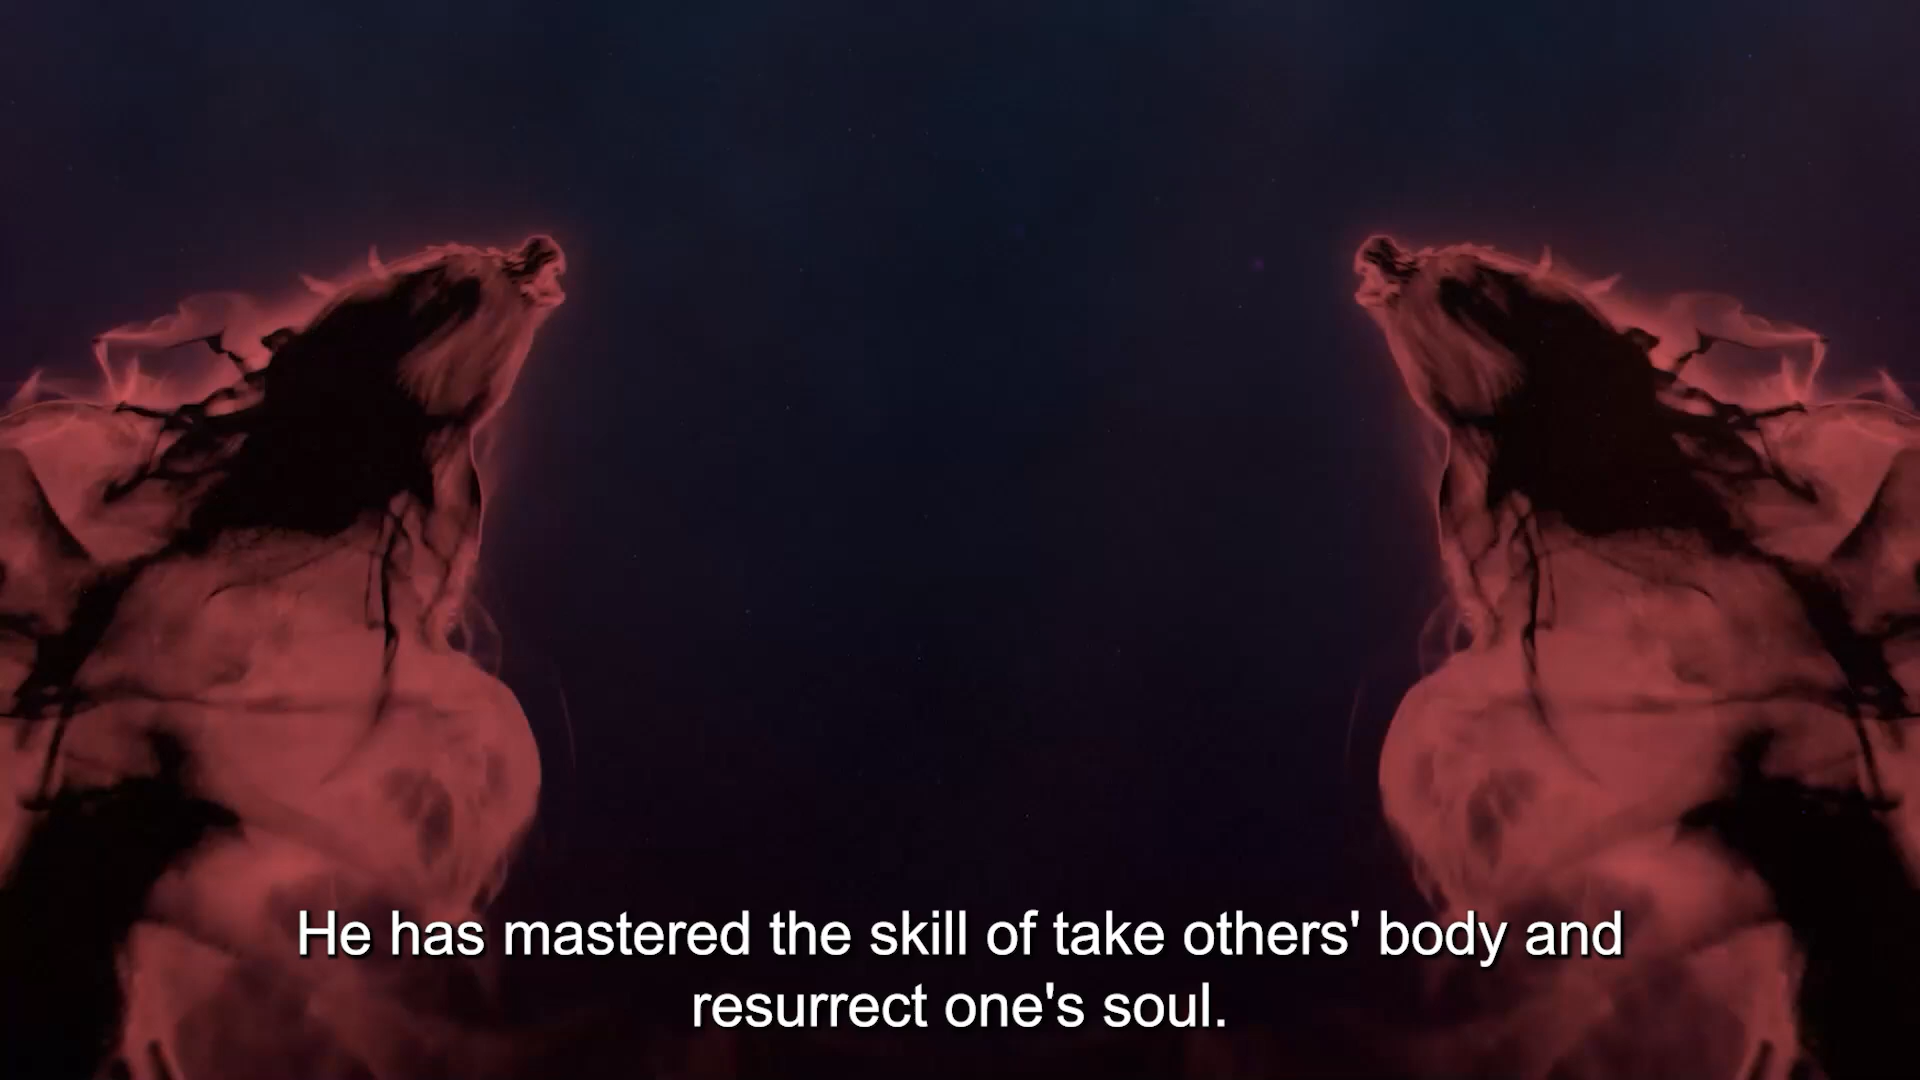 He has mastered the skill of take others' body and
resurrect one's soul.